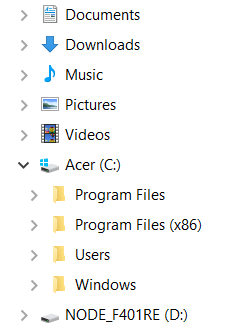 Documents
Downloads
Music
Pictures
Videos
Acer (C:)
Program Files
Program Files (x86)
Users
Windows
NODE_F401RE (D:)